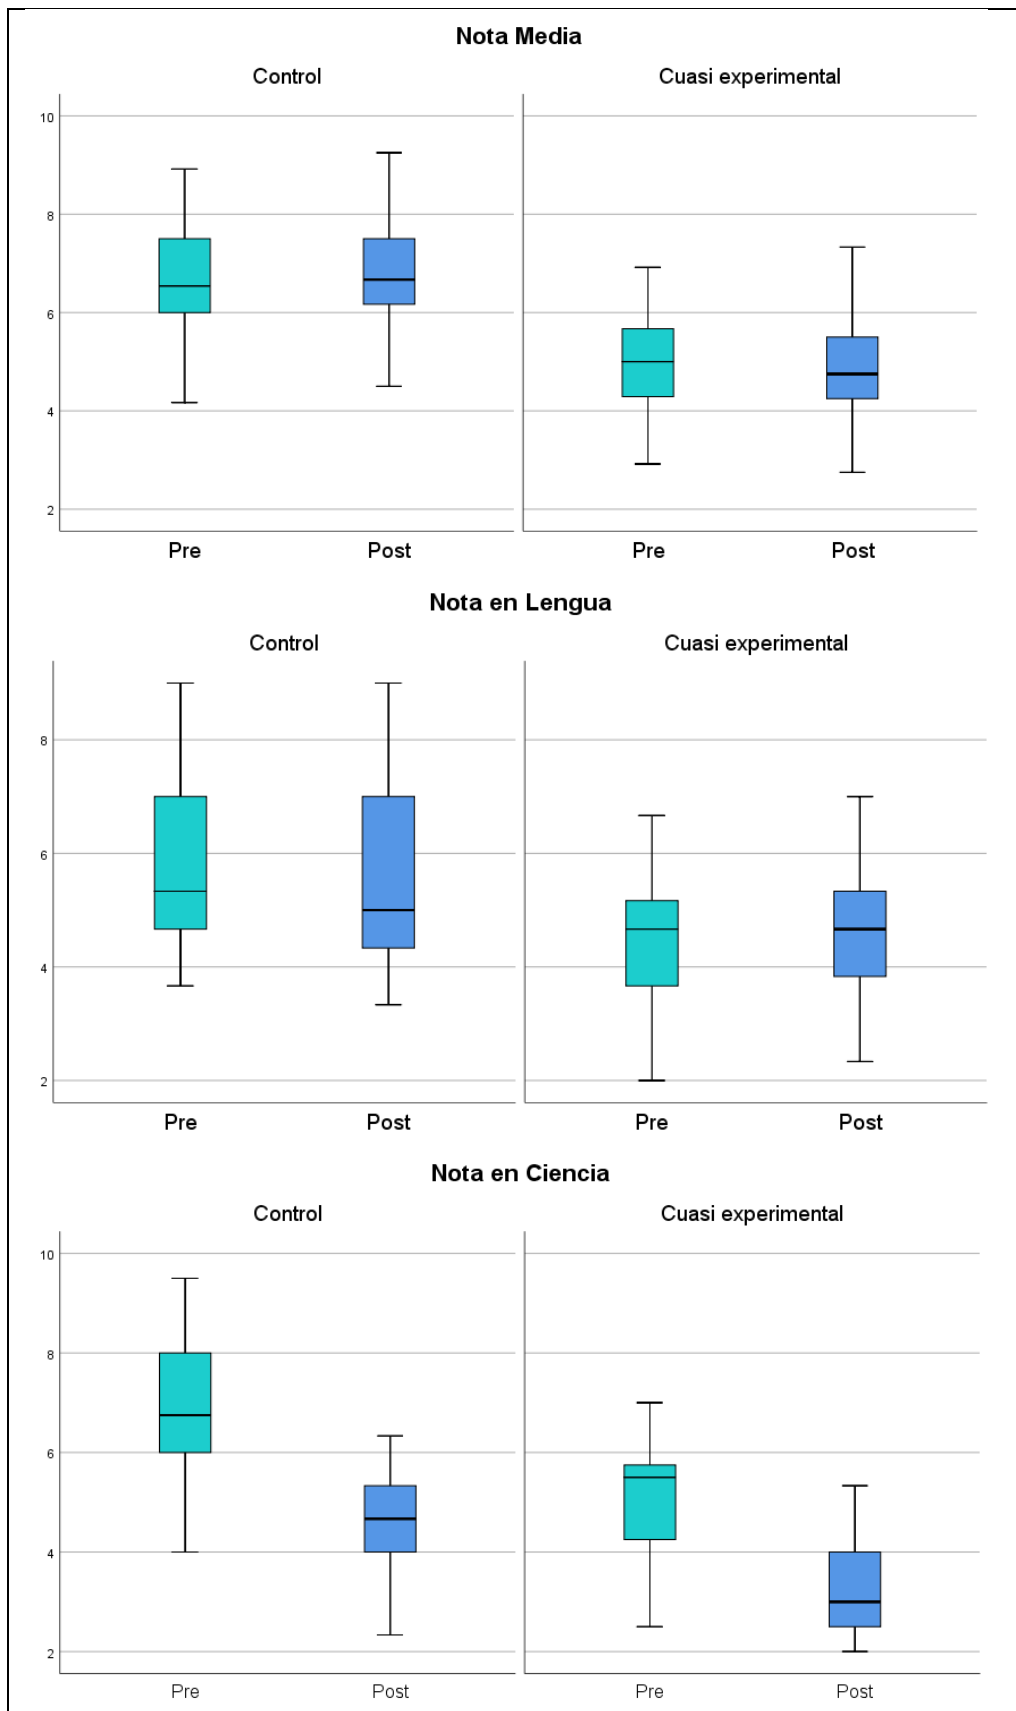 Nota Media
Control Cuasi experimental
10
8
6
4
2
Pre Post Pre Post
Nota en Lengua
Control Cuasi experimental
8
6
4
2
Pre Post Pre Post
Nota en Ciencia
Control Cuasi experimental
10
8
6
4
2
Pre Post Pre Post